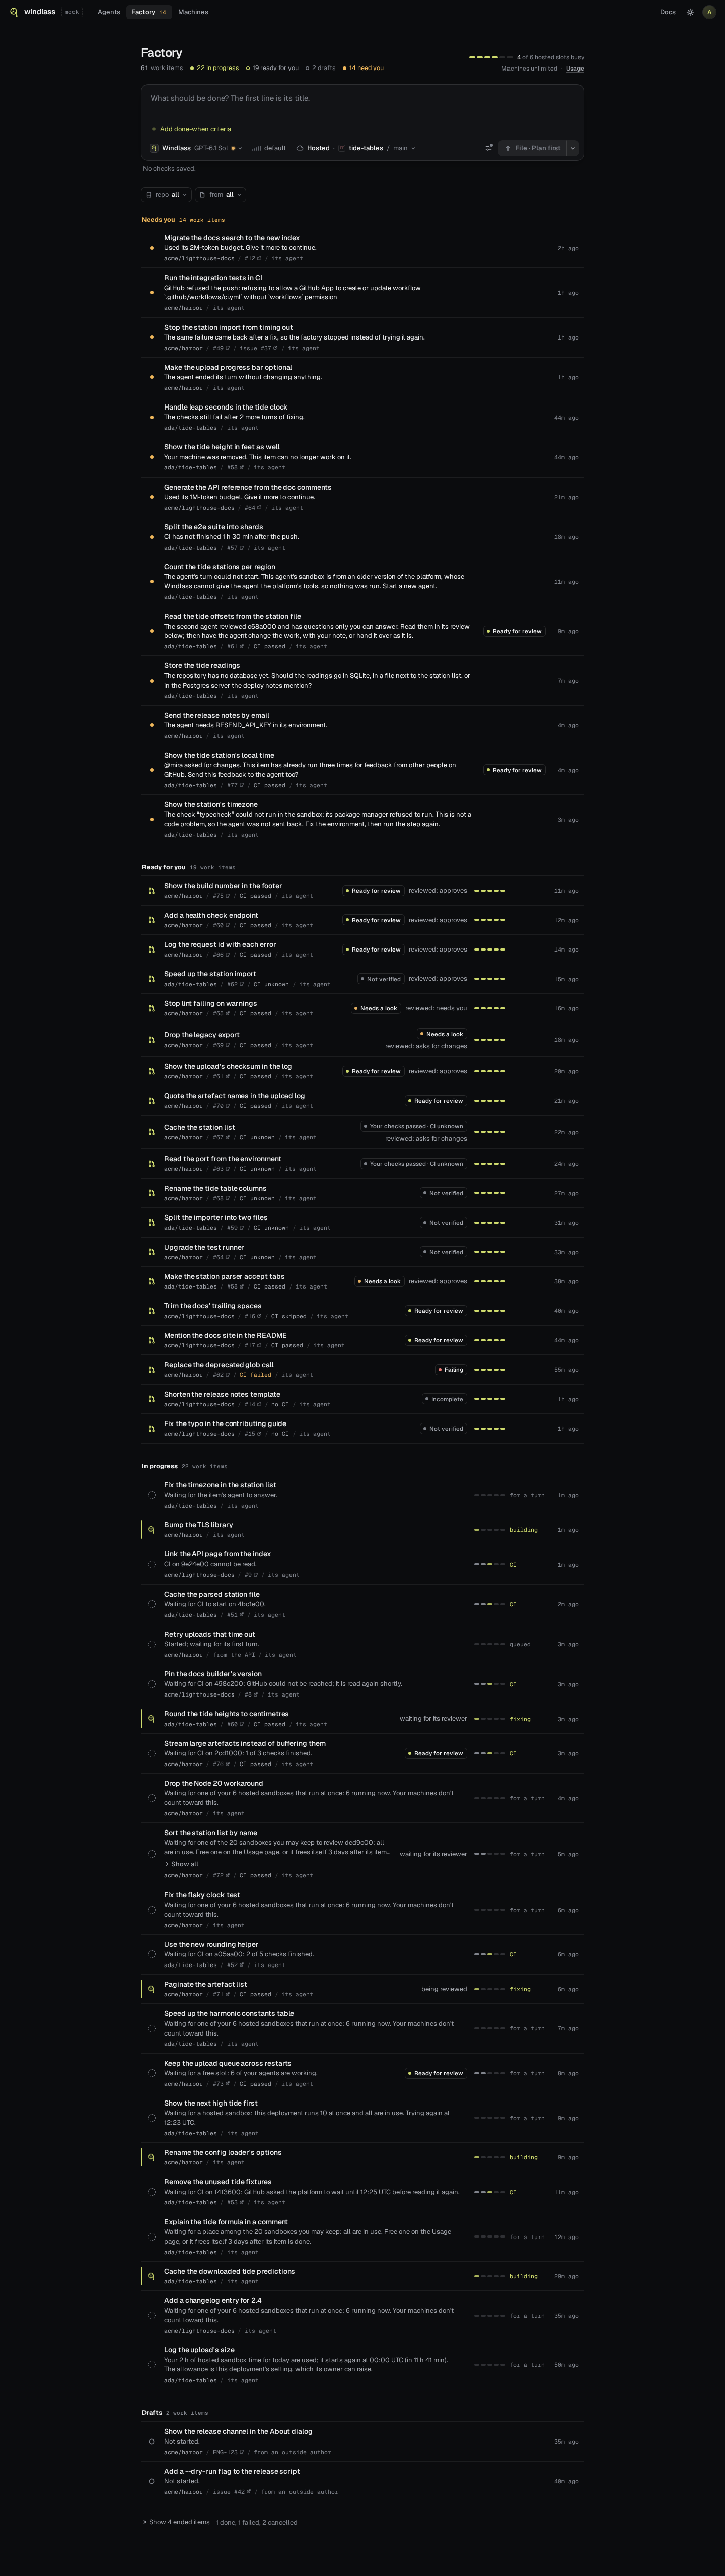 windlass work Agents Factory 14 Machines Docs A
Factory
4 of 6 hosted slots busy
61 work items 22 in progress 19 ready for you 2 drafts 14 need you
Machines unlimited · Usage
What should be done? The first line is its title.
+ Add done-when criteria
Windlass GPT-6.1 Sol default Hosted · tide-tables / main File · Plan first
No checks saved.
repo all from all
Needs you 14 work items
Migrate the docs search to the new index
Used its 2M-token budget. Give it more to continue.
2h ago
acme/lighthouse-docs / #12 / its agent
Run the integration tests in CI
GitHub refused the push: refusing to allow a GitHub App to create or update workflow
`.github/workflows/ci.yml` without `workflows` permission
1h ago
acme/harbor / its agent
Stop the station import from timing out
The same failure came back after a fix, so the factory stopped instead of trying it again.
1h ago
acme/harbor / #49 / issue #37 / its agent
Make the upload progress bar optional
The agent ended its turn without changing anything.
1h ago
acme/harbor / its agent
Handle leap seconds in the tide clock
The checks still fail after 2 more turns of fixing.
44m ago
ada/tide-tables / its agent
Show the tide height in feet as well
Your machine was removed. This item can no longer work on it.
44m ago
ada/tide-tables / #58 / its agent
Generate the API reference from the doc comments
Used its 1M-token budget. Give it more to continue.
21m ago
acme/lighthouse-docs / #64 / its agent
Split the e2e suite into shards
CI has not finished 1 h 30 min after the push.
18m ago
ada/tide-tables / #57 / its agent
Count the tide stations per region
The agent's turn could not start. This agent's sandbox is from an older version of the platform, whose
Windlass cannot give the agent the platform's tools, so nothing was run. Start a new agent.
11m ago
ada/tide-tables / its agent
Read the tide offsets from the station file
The second agent reviewed c68a000 and has questions only you can answer. Read them in its review
below; then have the agent change the work, with your note, or hand it over as it is.
Ready for review 9m ago
ada/tide-tables / #61 / CI passed / its agent
Store the tide readings
The repository has no database yet. Should the readings go in SQLite, in a file next to the station list, or
in the Postgres server the deploy notes mention?
7m ago
ada/tide-tables / its agent
Send the release notes by email
The agent needs RESEND_API_KEY in its environment.
4m ago
acme/harbor / its agent
Show the tide station's local time
@mira asked for changes. This item has already run three times for feedback from other people on
GitHub. Send this feedback to the agent too?
Ready for review 4m ago
ada/tide-tables / #77 / CI passed / its agent
Show the station's timezone
The check "typecheck" could not run in the sandbox: its package manager refused to run. This is not a
code problem, so the agent was not sent back. Fix the environment, then run the step again.
3m ago
ada/tide-tables / its agent
Ready for you 19 work items
Show the build number in the footer
Ready for review reviewed: approves 11m ago
acme/harbor / #75 / CI passed / its agent
Add a health check endpoint
Ready for review reviewed: approves 12m ago
acme/harbor / #60 / CI passed / its agent
Log the request id with each error
Ready for review reviewed: approves 14m ago
acme/harbor / #66 / CI passed / its agent
Speed up the station import
Not verified reviewed: approves 15m ago
ada/tide-tables / #62 / CI unknown / its agent
Stop lint failing on warnings
Needs a look reviewed: needs you 16m ago
acme/harbor / #65 / CI passed / its agent
Drop the legacy export
Needs a look
reviewed: asks for changes
18m ago
acme/harbor / #69 / CI passed / its agent
Show the upload's checksum in the log
Ready for review reviewed: approves 20m ago
acme/harbor / #61 / CI passed / its agent
Quote the artefact names in the upload log
Ready for review 21m ago
acme/harbor / #70 / CI passed / its agent
Cache the station list
Your checks passed · CI unknown
reviewed: asks for changes
22m ago
acme/harbor / #67 / CI unknown / its agent
Read the port from the environment
Your checks passed · CI unknown 24m ago
acme/harbor / #63 / CI unknown / its agent
Rename the tide table columns
Not verified 27m ago
acme/harbor / #68 / CI unknown / its agent
Split the importer into two files
Not verified 31m ago
ada/tide-tables / #59 / CI unknown / its agent
Upgrade the test runner
Not verified 33m ago
acme/harbor / #64 / CI unknown / its agent
Make the station parser accept tabs
Needs a look reviewed: approves 38m ago
ada/tide-tables / #58 / CI passed / its agent
Trim the docs' trailing spaces
Ready for review 40m ago
acme/lighthouse-docs / #16 / CI skipped / its agent
Mention the docs site in the README
Ready for review 44m ago
acme/lighthouse-docs / #17 / CI passed / its agent
Replace the deprecated glob call
Failing 55m ago
acme/harbor / #62 / CI failed / its agent
Shorten the release notes template
Incomplete 1h ago
acme/lighthouse-docs / #14 / no CI / its agent
Fix the typo in the contributing guide
Not verified 1h ago
acme/lighthouse-docs / #15 / no CI / its agent
In progress 22 work items
Fix the timezone in the station list
Waiting for the item's agent to answer.
for a turn 1m ago
ada/tide-tables / its agent
Bump the TLS library
building 1m ago
acme/harbor / its agent
Link the API page from the index
CI on 9e24e00 cannot be read.
CI 1m ago
acme/lighthouse-docs / #9 / its agent
Cache the parsed station file
Waiting for CI to start on 4bc1e00.
CI 2m ago
ada/tide-tables / #51 / its agent
Retry uploads that time out
Started; waiting for its first turn.
queued 3m ago
acme/harbor / from the API / its agent
Pin the docs builder's version
Waiting for CI on 498c200: GitHub could not be reached; it is read again shortly.
CI 3m ago
acme/lighthouse-docs / #8 / its agent
Round the tide heights to centimetres
waiting for its reviewer fixing 3m ago
ada/tide-tables / #60 / CI passed / its agent
Stream large artefacts instead of buffering them
Waiting for CI on 2cd1000: 1 of 3 checks finished.
Ready for review CI 3m ago
acme/harbor / #76 / CI passed / its agent
Drop the Node 20 workaround
Waiting for one of your 6 hosted sandboxes that run at once: 6 running now. Your machines don't
count toward this.
for a turn 4m ago
acme/harbor / its agent
Sort the station list by name
Waiting for one of the 20 sandboxes you may keep to review ded9c00: all
are in use. Free one on the Usage page, or it frees itself 3 days after its item…
waiting for its reviewer for a turn 5m ago
Show all
acme/harbor / #72 / CI passed / its agent
Fix the flaky clock test
Waiting for one of your 6 hosted sandboxes that run at once: 6 running now. Your machines don't
count toward this.
for a turn 6m ago
acme/harbor / its agent
Use the new rounding helper
Waiting for CI on a05aa00: 2 of 5 checks finished.
CI 6m ago
ada/tide-tables / #52 / its agent
Paginate the artefact list
being reviewed fixing 6m ago
acme/harbor / #71 / CI passed / its agent
Speed up the harmonic constants table
Waiting for one of your 6 hosted sandboxes that run at once: 6 running now. Your machines don't
count toward this.
for a turn 7m ago
ada/tide-tables / its agent
Keep the upload queue across restarts
Waiting for a free slot: 6 of your agents are working.
Ready for review for a turn 8m ago
acme/harbor / #73 / CI passed / its agent
Show the next high tide first
Waiting for a hosted sandbox: this deployment runs 10 at once and all are in use. Trying again at
12:23 UTC.
for a turn 9m ago
ada/tide-tables / its agent
Rename the config loader's options
building 9m ago
acme/harbor / its agent
Remove the unused tide fixtures
Waiting for CI on f4f3600: GitHub asked the platform to wait until 12:25 UTC before reading it again.
CI 11m ago
ada/tide-tables / #53 / its agent
Explain the tide formula in a comment
Waiting for a place among the 20 sandboxes you may keep: all are in use. Free one on the Usage
page, or it frees itself 3 days after its item is done.
for a turn 12m ago
ada/tide-tables / its agent
Cache the downloaded tide predictions
building 29m ago
ada/tide-tables / its agent
Add a changelog entry for 2.4
Waiting for one of your 6 hosted sandboxes that run at once: 6 running now. Your machines don't
count toward this.
for a turn 35m ago
acme/lighthouse-docs / its agent
Log the upload's size
Your 2 h of hosted sandbox time for today are used; it starts again at 00:00 UTC (in 11 h 41 min).
The allowance is this deployment's setting, which its owner can raise.
for a turn 50m ago
ada/tide-tables / its agent
Drafts 2 work items
Show the release channel in the About dialog
Not started.
35m ago
acme/harbor / ENG-123 / from an outside author
Add a --dry-run flag to the release script
Not started.
40m ago
acme/harbor / issue #42 / from an outside author
Show 4 ended items 1 done, 1 failed, 2 cancelled